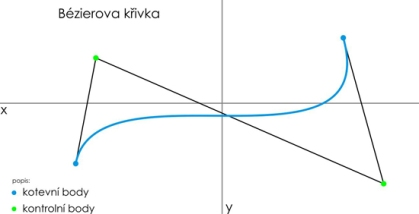 Bézierova křivka
x
popis:
kotevní body
kontrolní body
y